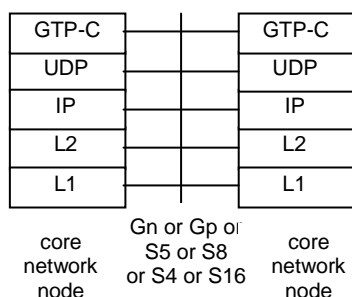 GTP-C GTP-C
UDP UDP
IP IP
L2 L2
L1 L1
core
network
node
Gn or Gp or
S5 or S8
or S4 or S16
core
network
node